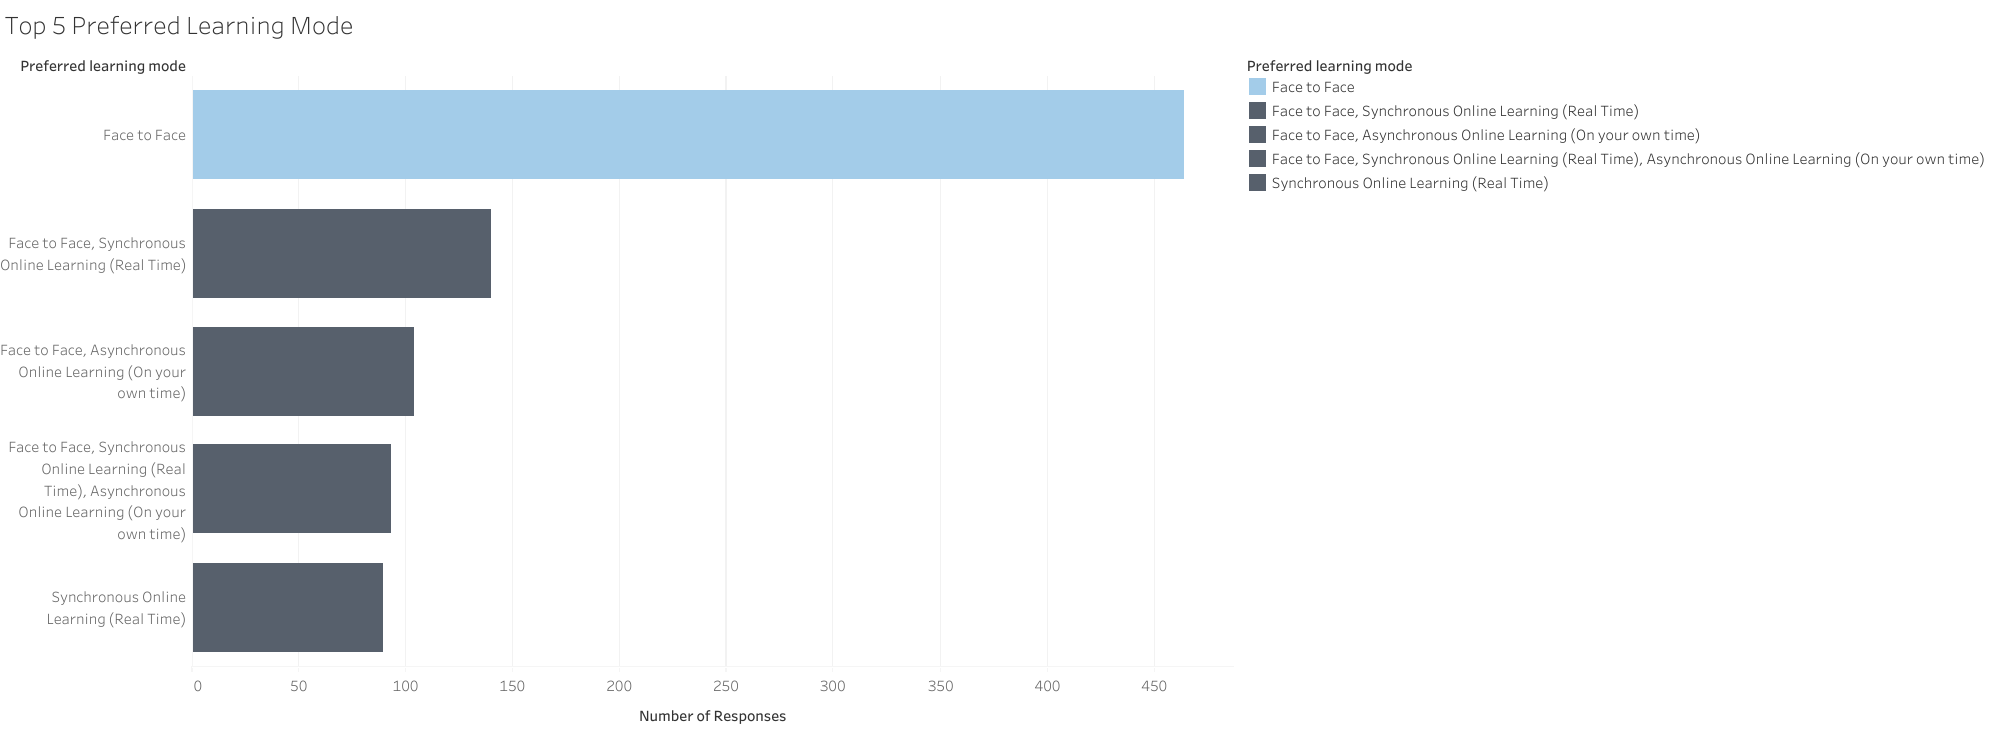 Top 5 Preferred Learning Mode
Preferred learning mode
Face to Face
Face to Face, Synchronous
Online Learning (Real Time)
Face to Face, Asynchronous
Online Learning (On your
own time)
Face to Face, Synchronous
Online Learning (Real
Time), Asynchronous
Online Learning (On your
own time)
Synchronous Online
Learning (Real Time)
0 50 100 150 200 250 300 350 400 450
Number of Responses
Preferred learning mode
Face to Face
Face to Face, Synchronous Online Learning (Real Time)
Face to Face, Asynchronous Online Learning (On your own time)
Face to Face, Synchronous Online Learning (Real Time), Asynchronous Online Learning (On your own time)
Synchronous Online Learning (Real Time)